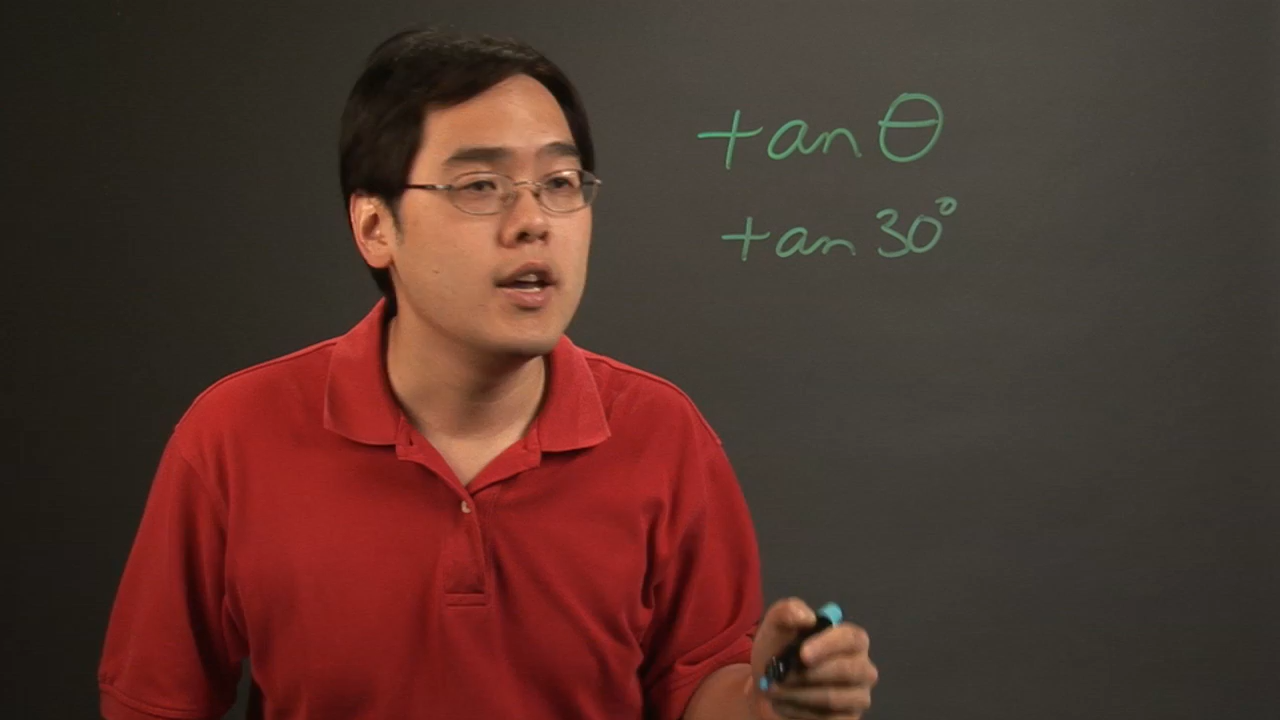 tan θ
tan 30°